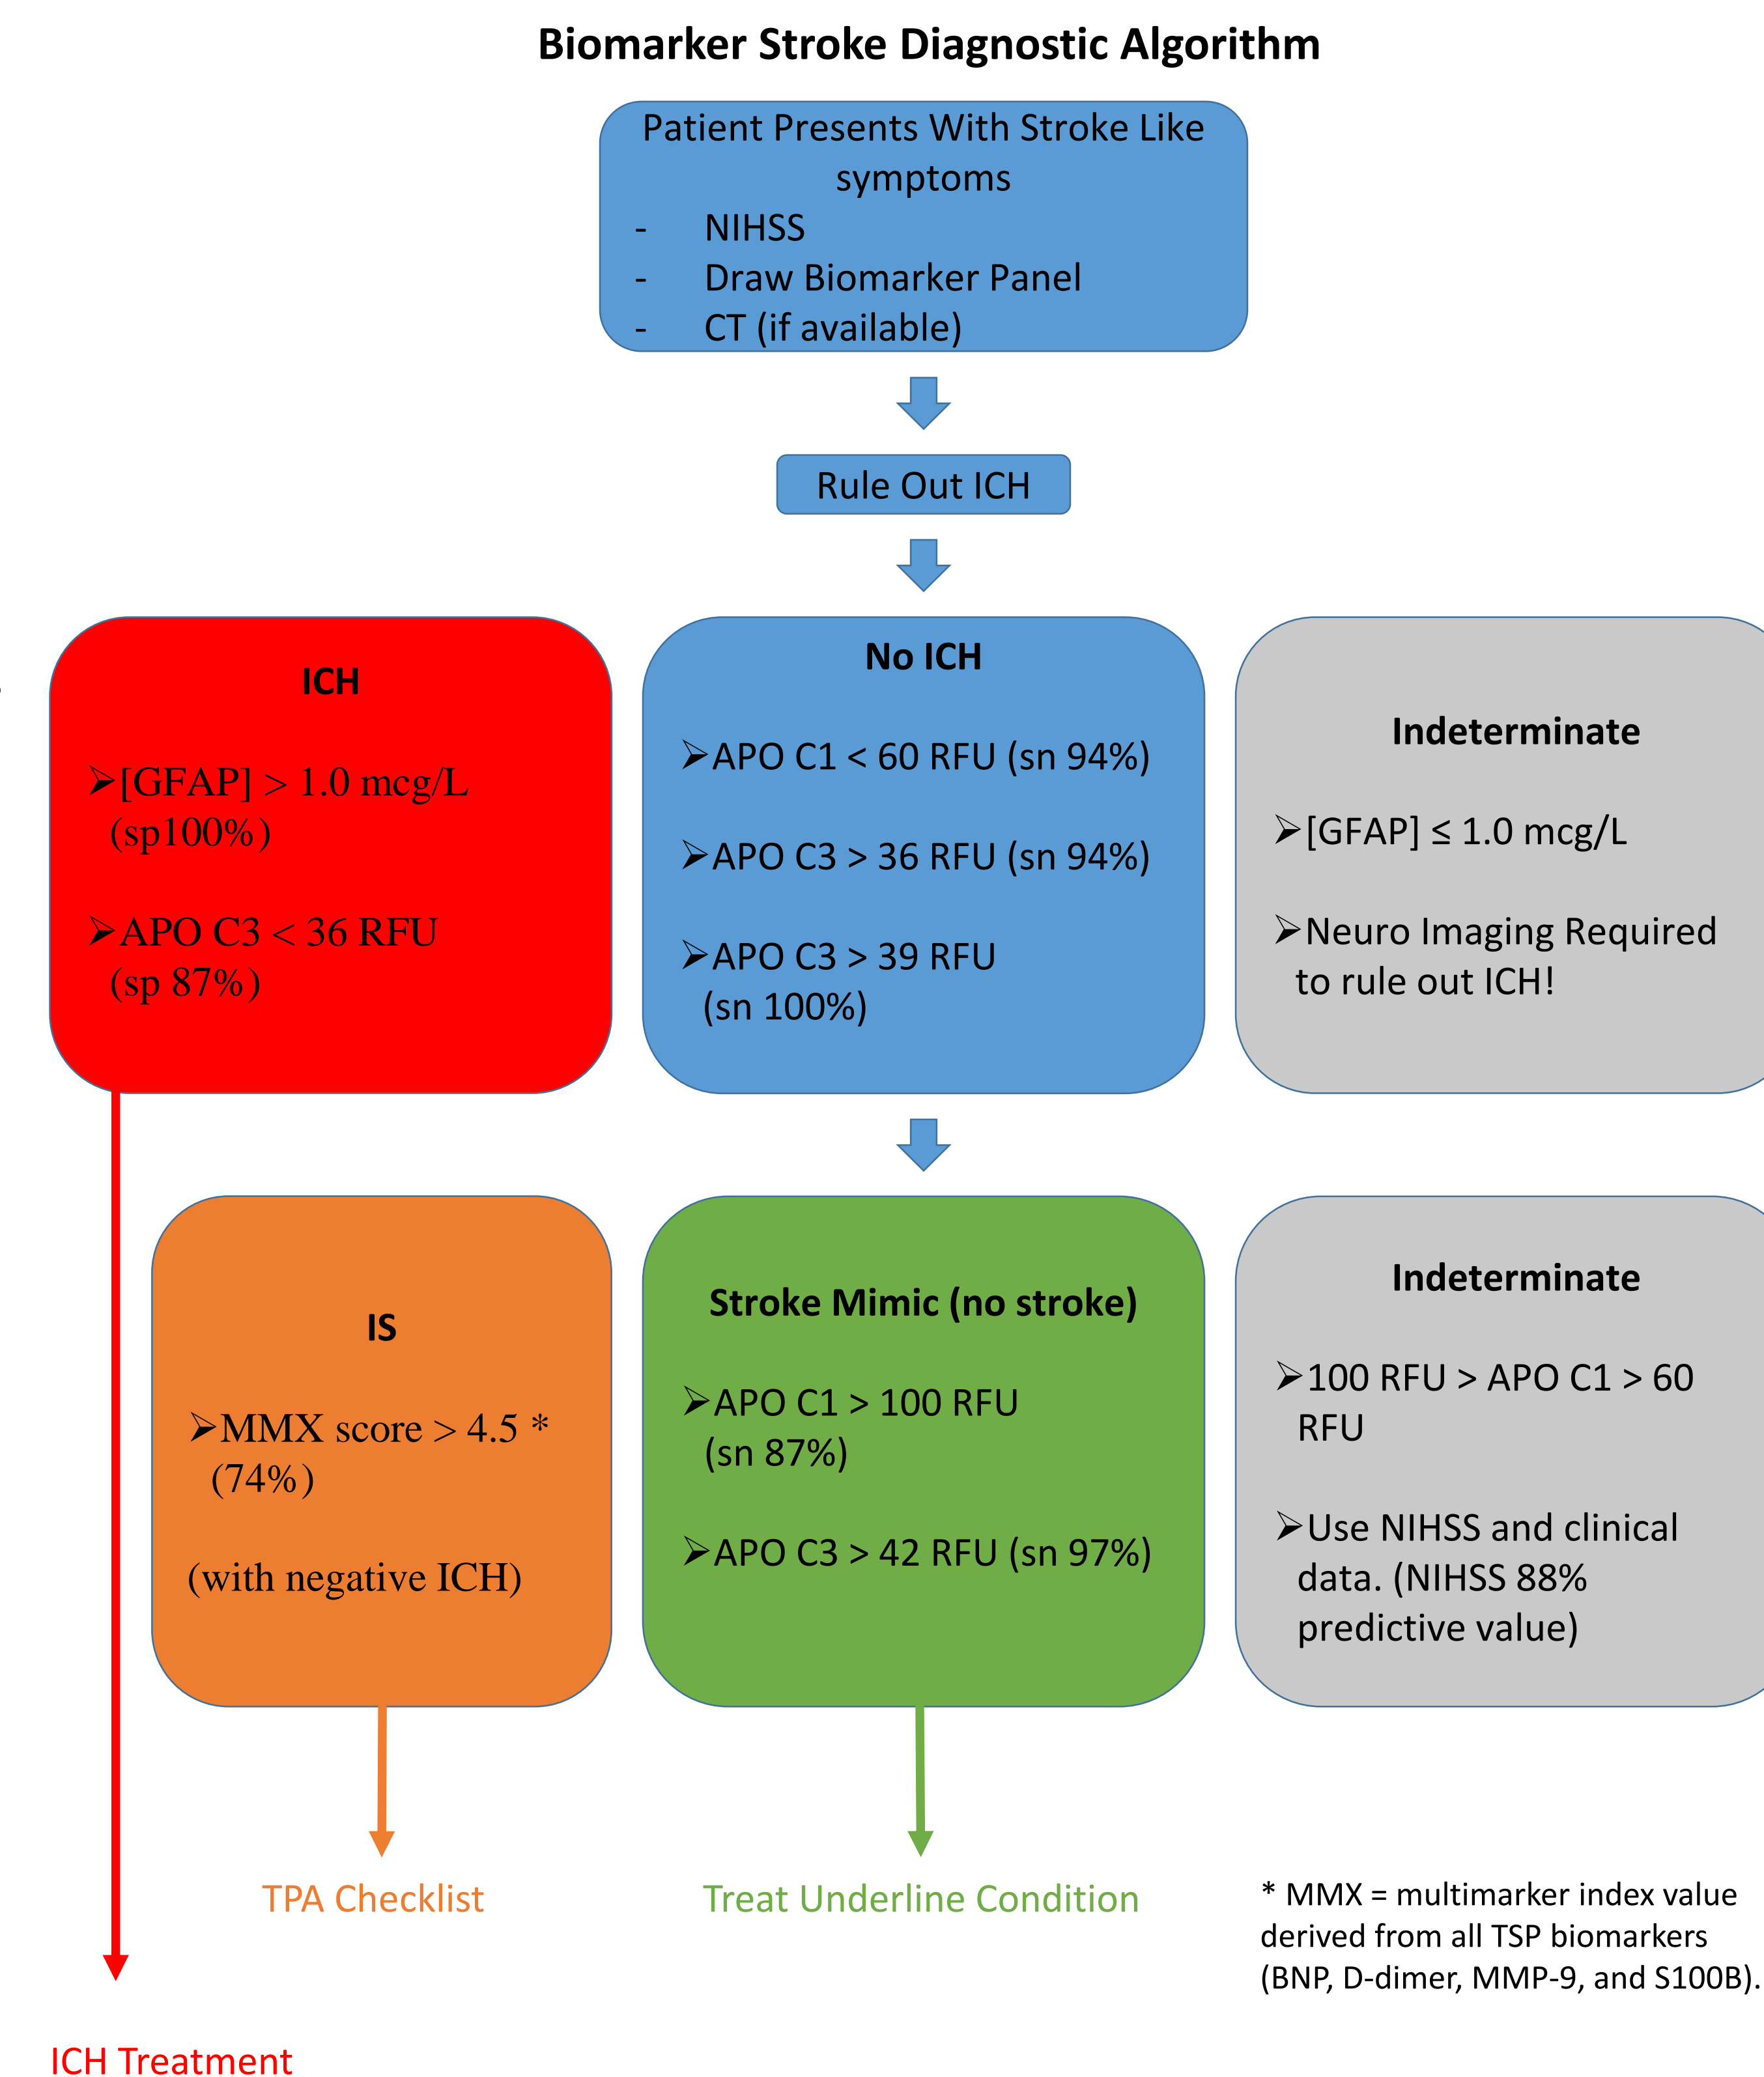 Biomarker Stroke Diagnostic Algorithm
Patient Presents With Stroke Like
symptoms
- NIHSS
- Draw Biomarker Panel
- CT (if available)
Rule Out ICH
ICH
➢[GFAP] > 1.0 mcg/L
(sp100%)
➢APO C3 < 36 RFU
(sp 87%)
No ICH
➢APO C1 < 60 RFU (sn 94%)
➢APO C3 > 36 RFU (sn 94%)
➢APO C3 > 39 RFU
(sn 100%)
Indeterminate
➢[GFAP] ≤ 1.0 mcg/L
➢Neuro Imaging Required
to rule out ICH!
IS
➢MMX score > 4.5 *
(74%)
(with negative ICH)
Stroke Mimic (no stroke)
➢APO C1 > 100 RFU
(sn 87%)
➢APO C3 > 42 RFU (sn 97%)
Indeterminate
➢100 RFU > APO C1 > 60
RFU
➢Use NIHSS and clinical
data. (NIHSS 88%
predictive value)
TPA Checklist
Treat Underline Condition
* MMX = multimarker index value
derived from all TSP biomarkers
(BNP, D-dimer, MMP-9, and S100B).
ICH Treatment